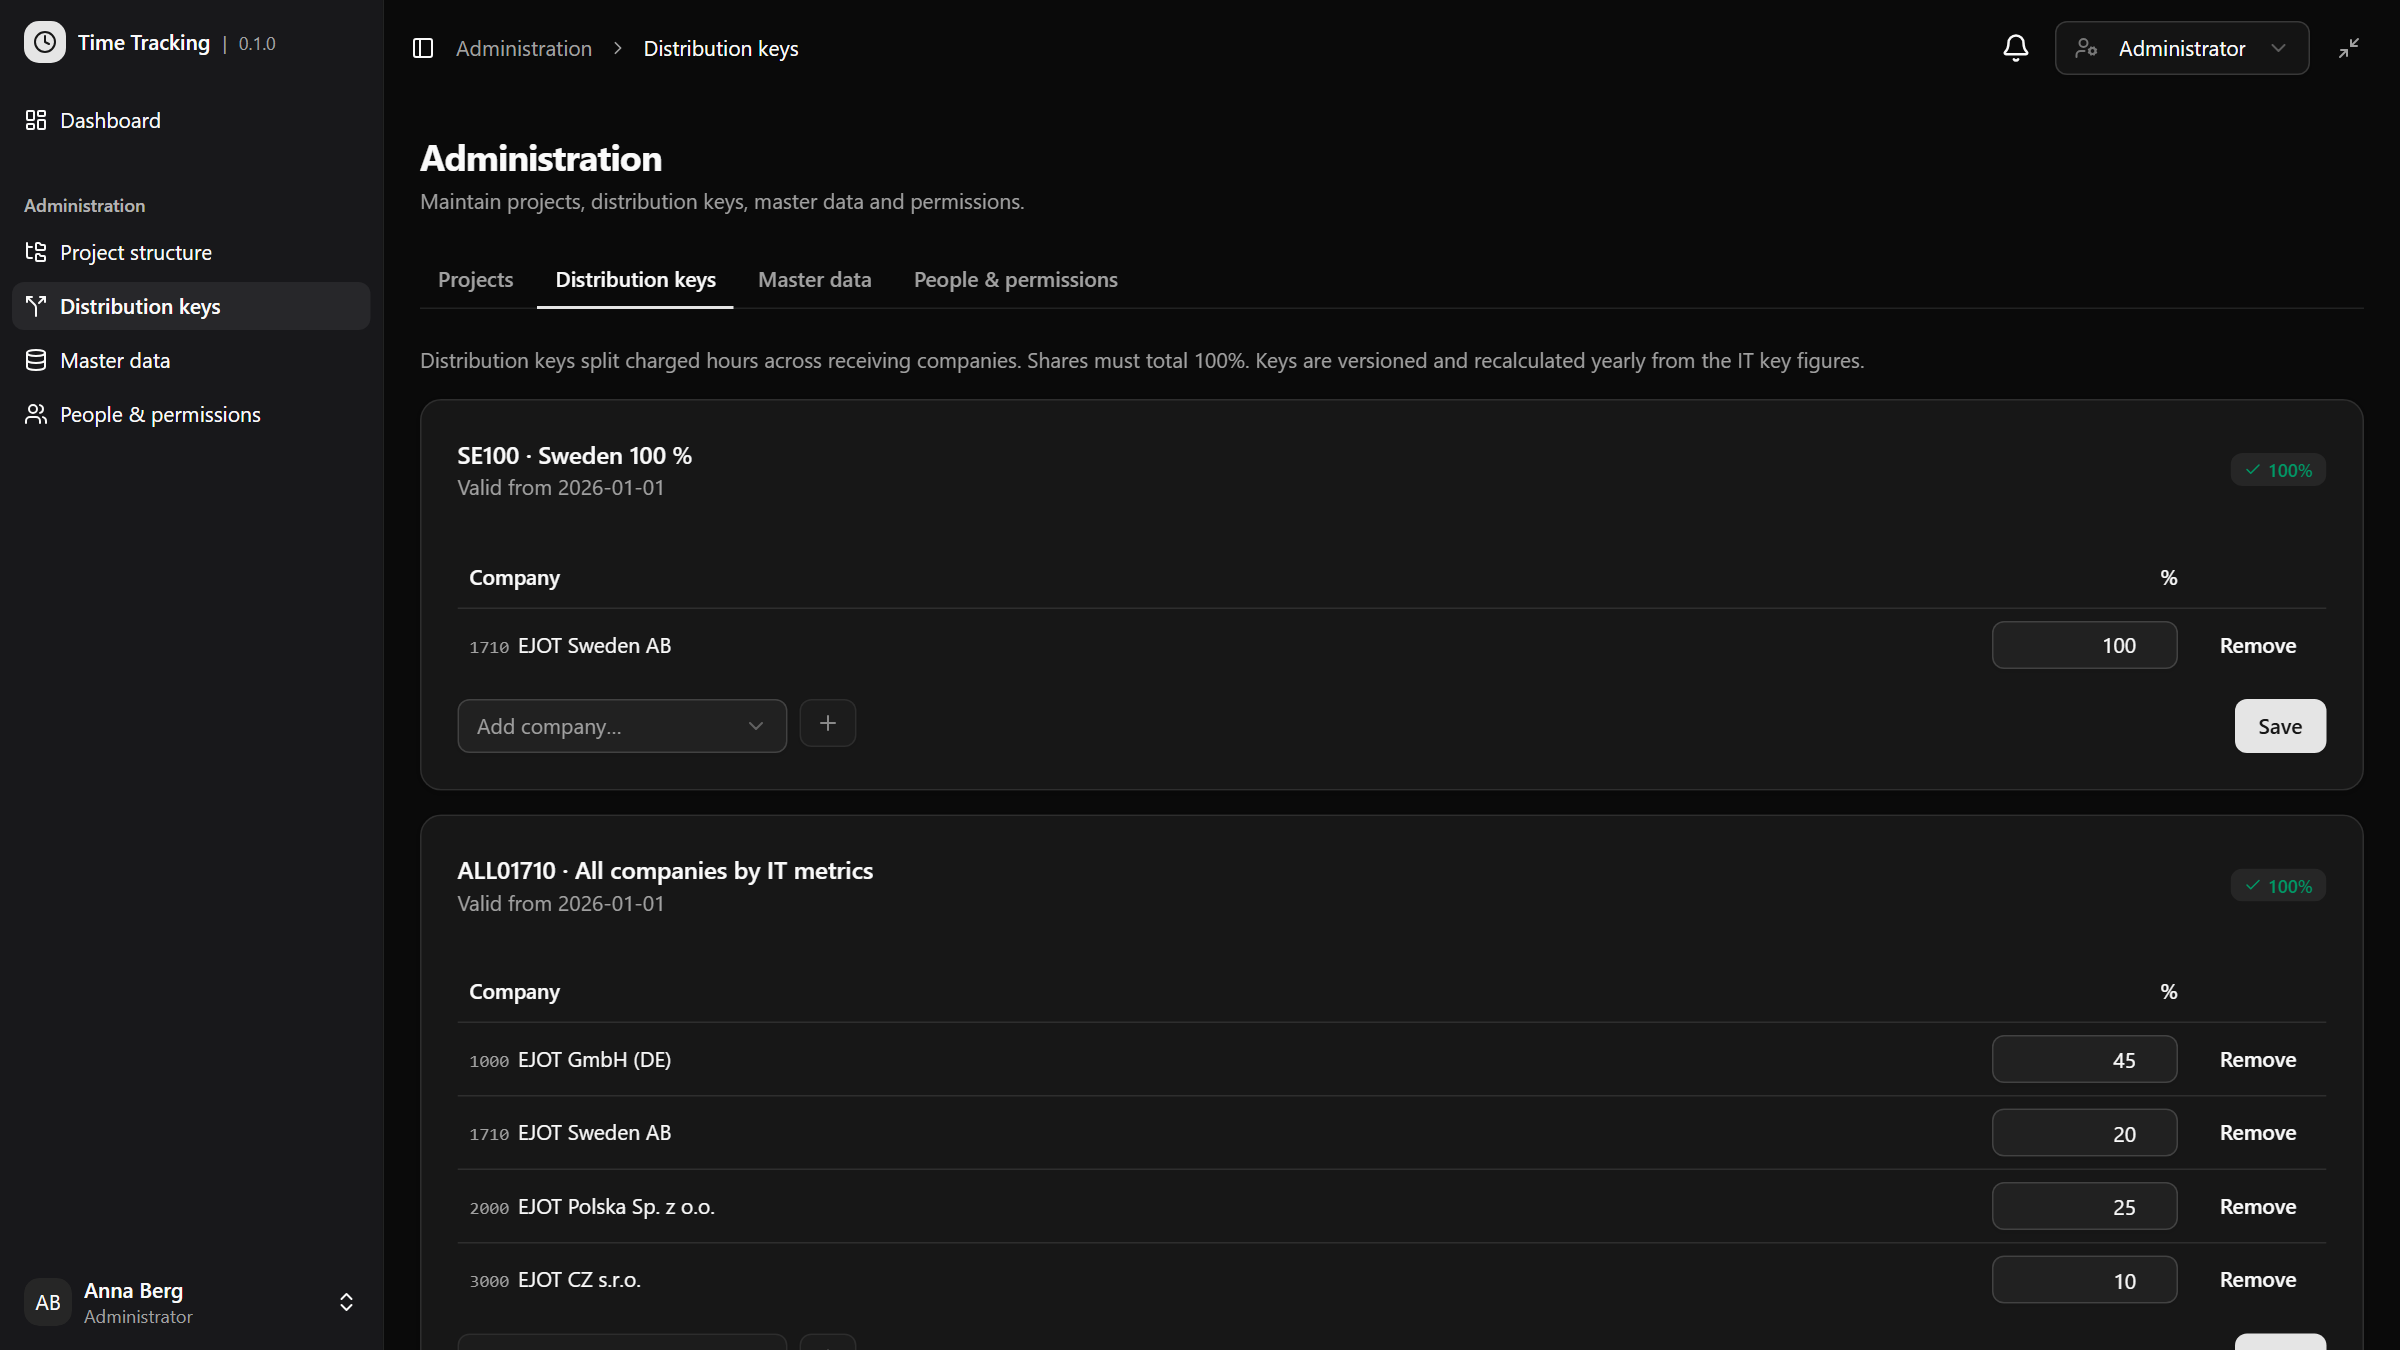 Time Tracking | 0.1.0
Dashboard
Administration
Project structure
Distribution keys
Master data
People & permissions
AB
Anna Berg
Administrator
Administration > Distribution keys
Administrator
Administration
Maintain projects, distribution keys, master data and permissions.
Projects Distribution keys Master data People & permissions
Distribution keys split charged hours across receiving companies. Shares must total 100%. Keys are versioned and recalculated yearly from the IT key figures.
SE100 · Sweden 100 %
Valid from 2026-01-01
100%
Company %
1710 EJOT Sweden AB 100 Remove
Add company... + Save
ALL01710 · All companies by IT metrics
Valid from 2026-01-01
100%
Company %
1000 EJOT GmbH (DE) 45 Remove
1710 EJOT Sweden AB 20 Remove
2000 EJOT Polska Sp. z o.o. 25 Remove
3000 EJOT CZ s.r.o. 10 Remove